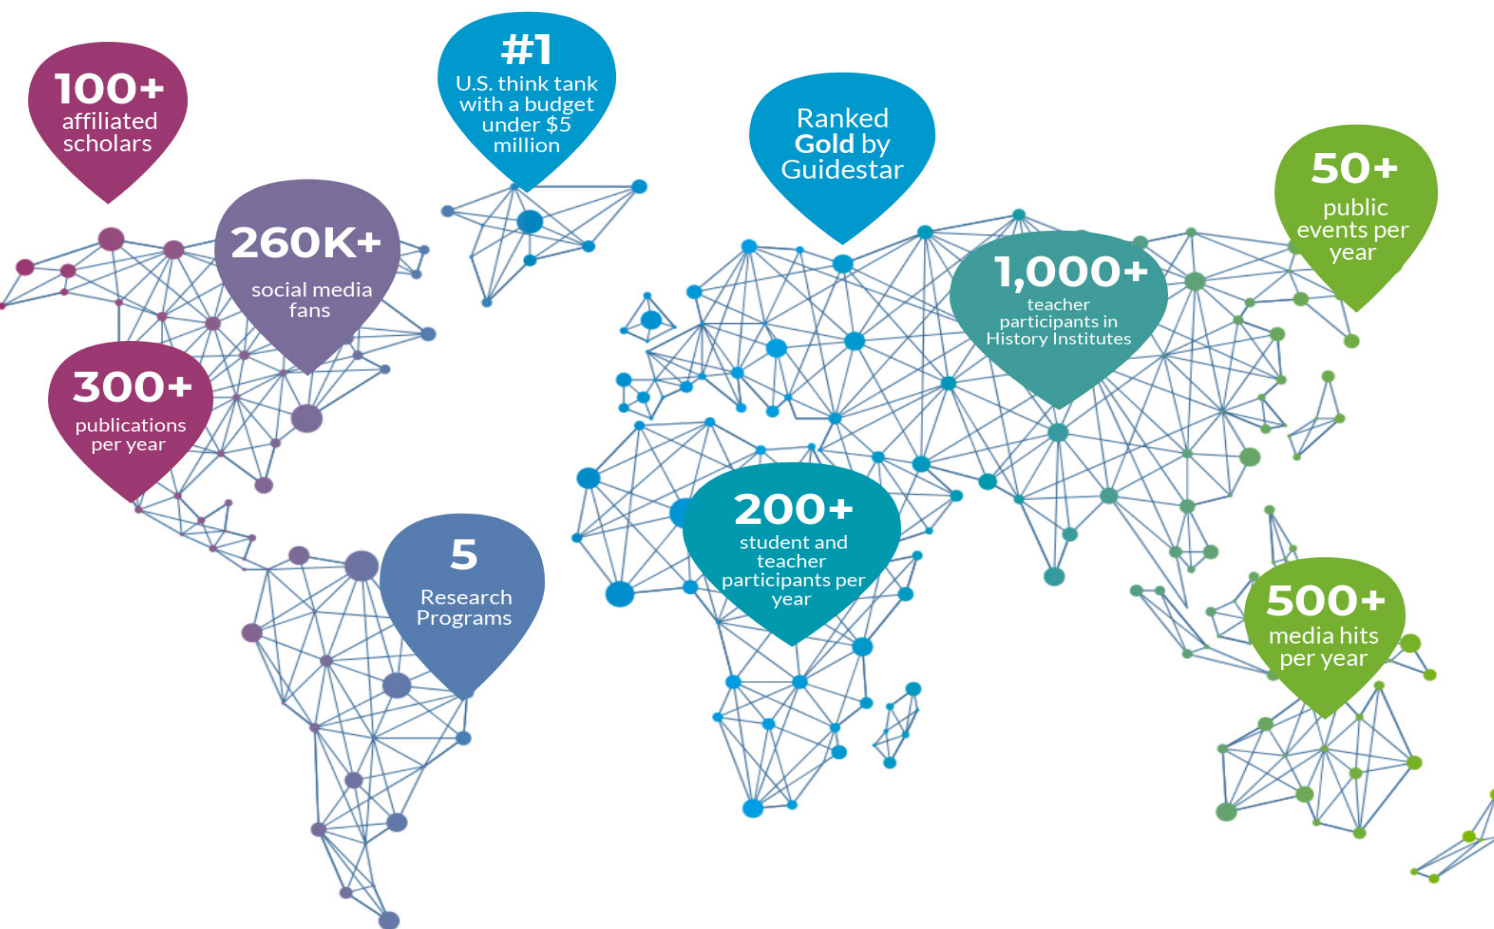 100+
affiliated
scholars
#1
U.S. think tank
with a budget
under $5
million
Ranked
Gold by
Guidestar
50+
public
events per
year
260K+
social media
fans
1,000+
teacher
participants in
History Institutes
300+
publications
per year
200+
student and
teacher
participants per
year
5
Research
Programs
500+
media hits
per year